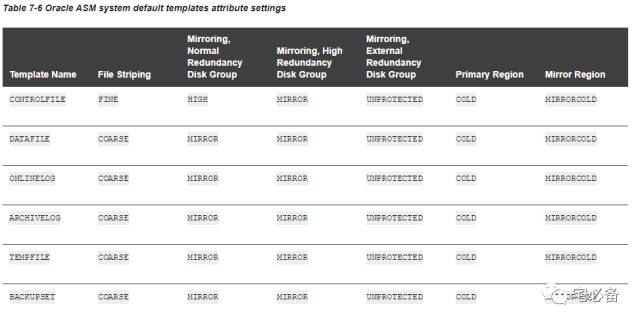 Table 7-6 Oracle ASM system default templates attribute settings
Template Name File Striping Mirroring, Normal Redundancy Disk Group Mirroring, High Redundancy Disk Group Mirroring, External Redundancy Disk Group Primary Region Mirror Region
CONTROLFILE FINE HIGH MIRROR UNPROTECTED COLD MIRRORCOLD
DATAFILE COARSE MIRROR MIRROR UNPROTECTED COLD MIRRORCOLD
ONLINELOG COARSE MIRROR MIRROR UNPROTECTED COLD MIRRORCOLD
ARCHIVELOG COARSE MIRROR MIRROR UNPROTECTED COLD MIRRORCOLD
TEMPFILE COARSE MIRROR MIRROR UNPROTECTED COLD MIRRORCOLD
BACKUPSET COARSE MIRROR MIRROR UNPROTECTED COLD
宅必备